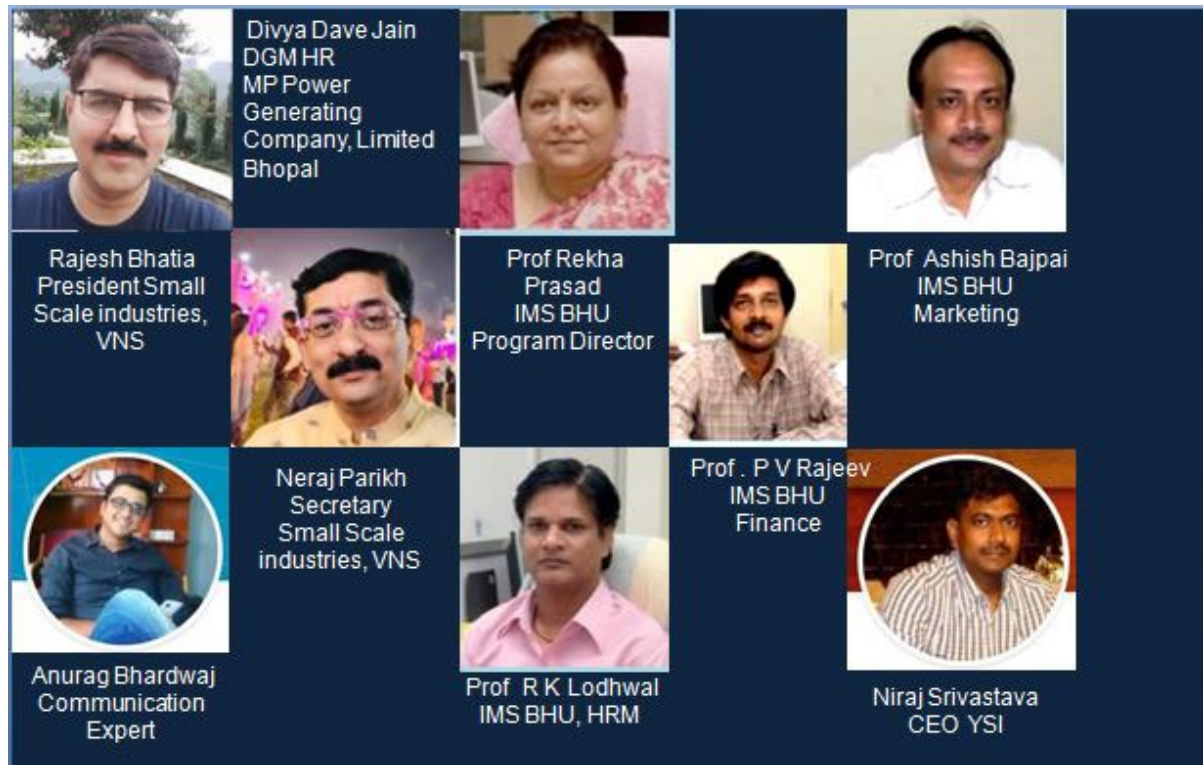 Divya Dave Jain
DGM HR
MP Power
Generating
Company, Limited
Bhopal
Rajesh Bhatia
President Small
Scale industries,
VNS
Prof Rekha
Prasad
IMS BHU
Program Director
Prof Ashish Bajpai
IMS BHU
Marketing
Neraj Parikh
Secretary
Small Scale
industries, VNS
Prof . P V Rajeev
IMS BHU
Finance
Anurag Bhardwaj
Communication
Expert
Prof R K Lodhwal
IMS BHU, HRM
Niraj Srivastava
CEO YSI